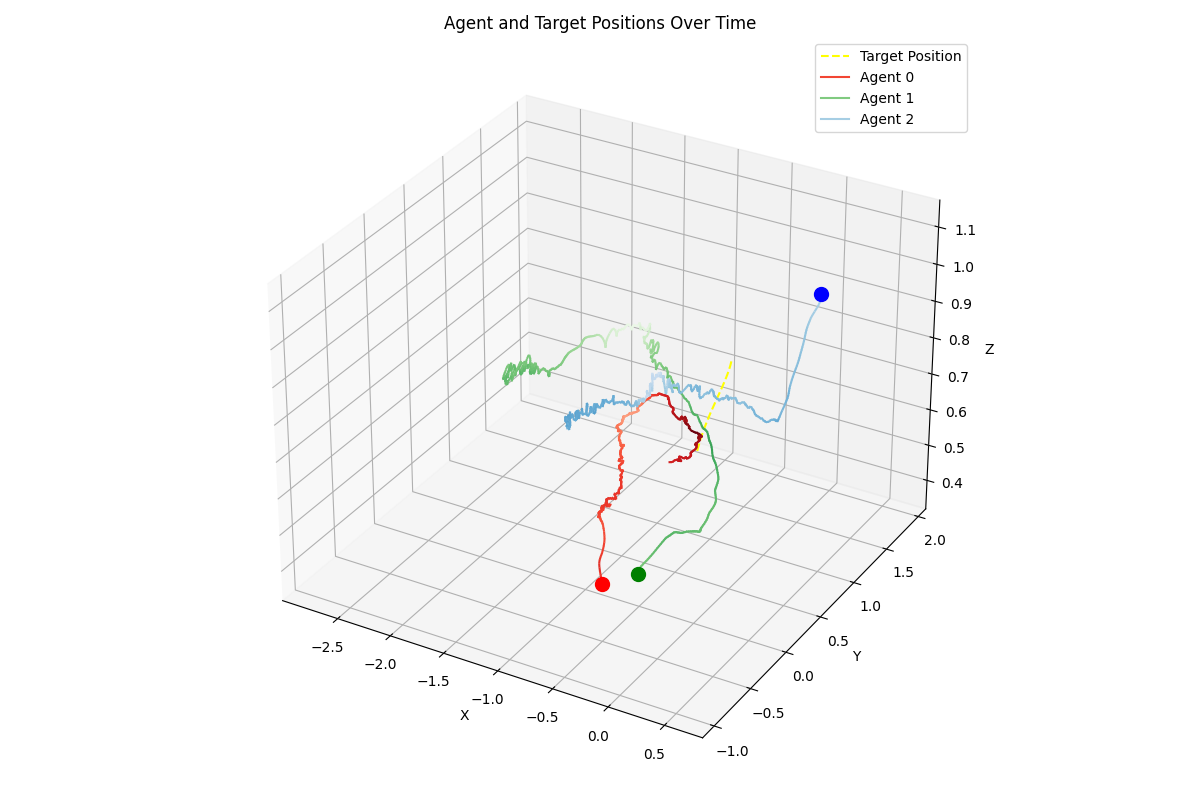 Agent and Target Positions Over Time
Target Position
Agent 0
Agent 1
Agent 2
1.1
1.0
0.9
0.8
Z
0.7
0.6
0.5
0.4
2.0
1.5
1.0
0.5
Y
0.0
−0.5
−1.0
−2.5
−2.0
−1.5
−1.0
X
−0.5
0.0
0.5